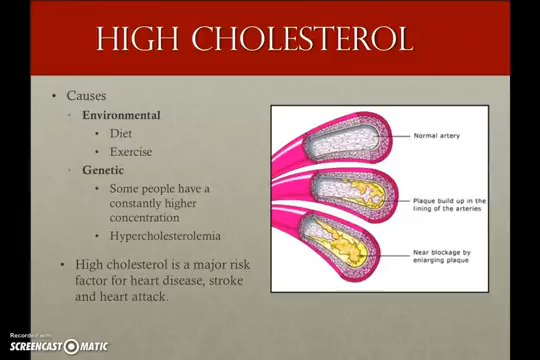 HIGH CHOLESTEROL
• Causes
• Environmental
• Diet
• Exercise
• Genetic
• Some people have a
constantly higher
concentration
• Hypercholesterolemia
• High cholesterol is a major risk
factor for heart disease, stroke
and heart attack.
Normal artery
Plaque build up in the
lining of the arteries
Near blockage by
enlarging plaque
Recorded with
SCREENCAST-O-MATIC